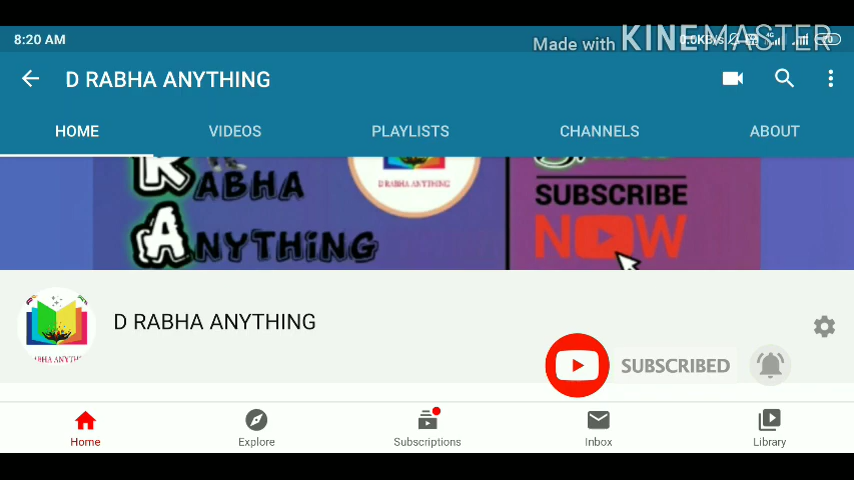 8:20 AM
Made with KINEMASTER
D RABHA ANYTHING
HOME VIDEOS PLAYLISTS CHANNELS ABOUT
RABHA
ANYTHING
D RABHA ANYTHING
SUBSCRIBE
NOW
D RABHA ANYTHING
SUBSCRIBED
Home Explore Subscriptions Inbox Library